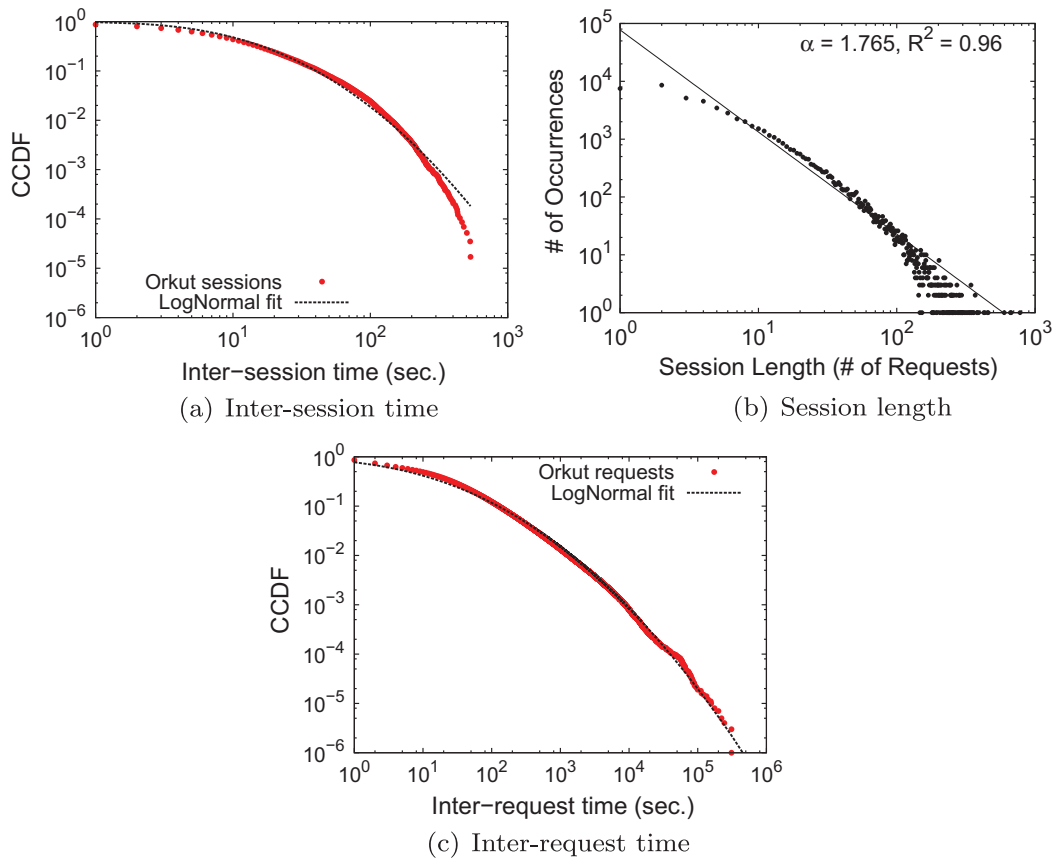 10^0
10^-1
10^-2
10^-3
10^-4
10^-5
10^-6
CCDF
Orkut sessions
LogNormal fit
10^0 10^1 10^2 10^3
Inter-session time (sec.)
(a) Inter-session time
10^5
10^4
10^3
10^2
10^1
10^0
# of Occurrences
α = 1.765, R^2 = 0.96
10^0 10^1 10^2 10^3
Session Length (# of Requests)
(b) Session length
10^0
10^-1
10^-2
10^-3
10^-4
10^-5
10^-6
CCDF
Orkut requests
LogNormal fit
10^0 10^1 10^2 10^3 10^4 10^5 10^6
Inter-request time (sec.)
(c) Inter-request time